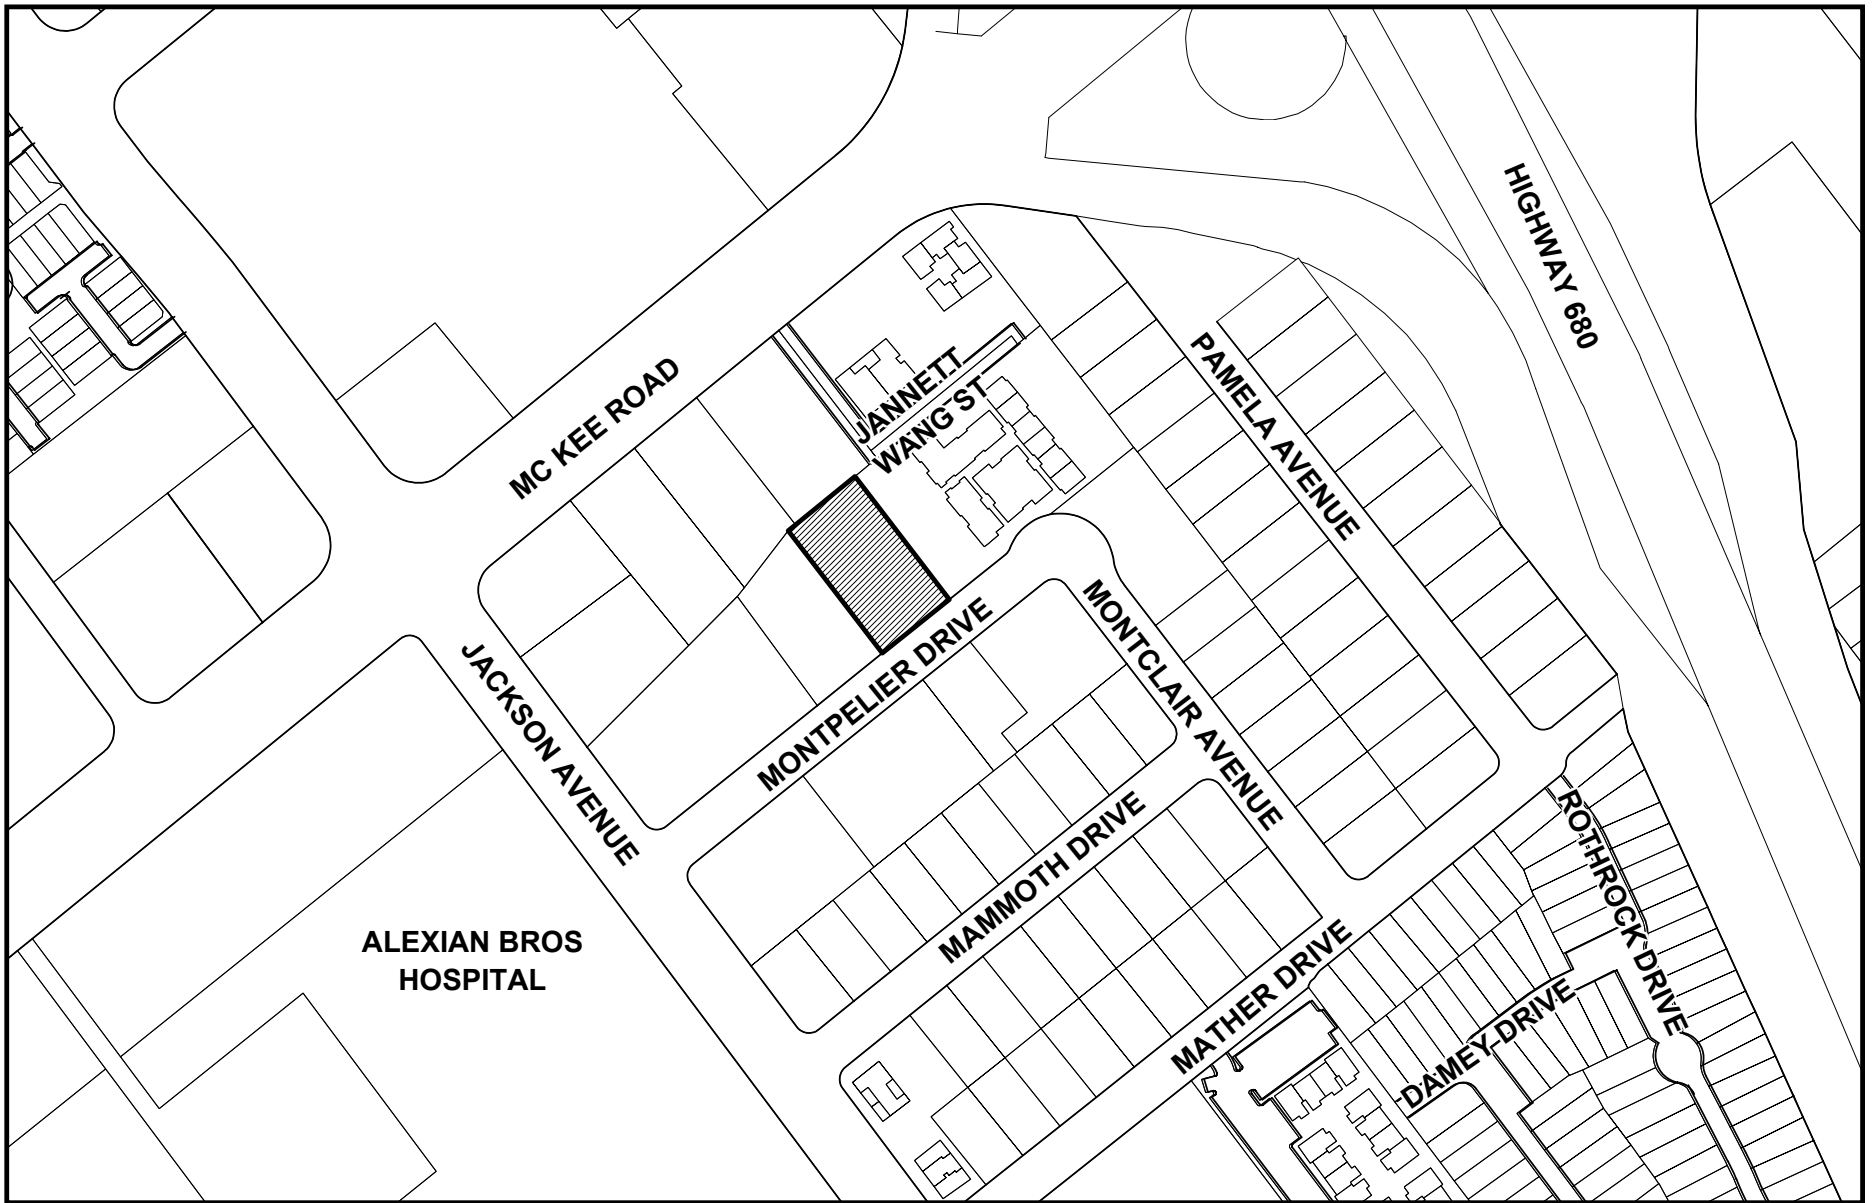 HIGHWAY 680
MC KEE ROAD
JANNETT
WANG ST
PAMELA AVENUE
MONTPELIER DRIVE
MONTCLAIR AVENUE
JACKSON AVENUE
MAMMOTH DRIVE
ROTHROCK DRIVE
MATHER DRIVE
DAMEY DRIVE
ALEXIAN BROS
HOSPITAL